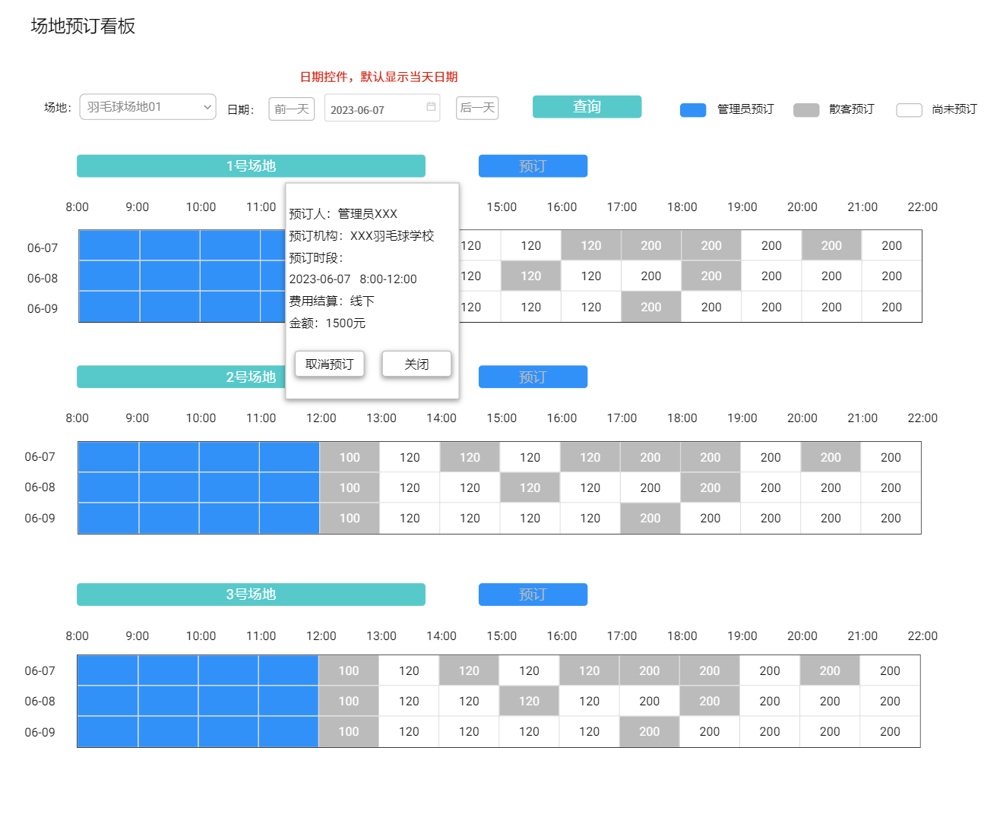 场地预订看板
日期控件，默认显示当天日期
场地： 羽毛球场地01 日期： 前一天 2023-06-07 后一天 查询 管理员预订 散客预订 尚未预订
1号场地 预订
8:00 9:00 10:00 11:00 15:00 16:00 17:00 18:00 19:00 20:00 21:00 22:00
06-07 120 120 120 200 200 200 200 200
06-08 120 120 120 200 200 200 200 200
06-09 120 120 120 200 200 200 200 200
预订人：管理员XXX
预订机构：XXX羽毛球学校
预订时段：
2023-06-07 8:00-12:00
费用结算：线下
金额：1500元
取消预订 关闭
2号场地 预订
8:00 9:00 10:00 11:00 12:00 13:00 14:00 15:00 16:00 17:00 18:00 19:00 20:00 21:00 22:00
06-07 100 120 120 120 120 200 200 200 200 200
06-08 100 120 120 120 120 200 200 200 200 200
06-09 100 120 120 120 120 200 200 200 200 200
3号场地 预订
8:00 9:00 10:00 11:00 12:00 13:00 14:00 15:00 16:00 17:00 18:00 19:00 20:00 21:00 22:00
06-07 100 120 120 120 120 200 200 200 200 200
06-08 100 120 120 120 120 200 200 200 200 200
06-09 100 120 120 120 120 200 200 200 200 200